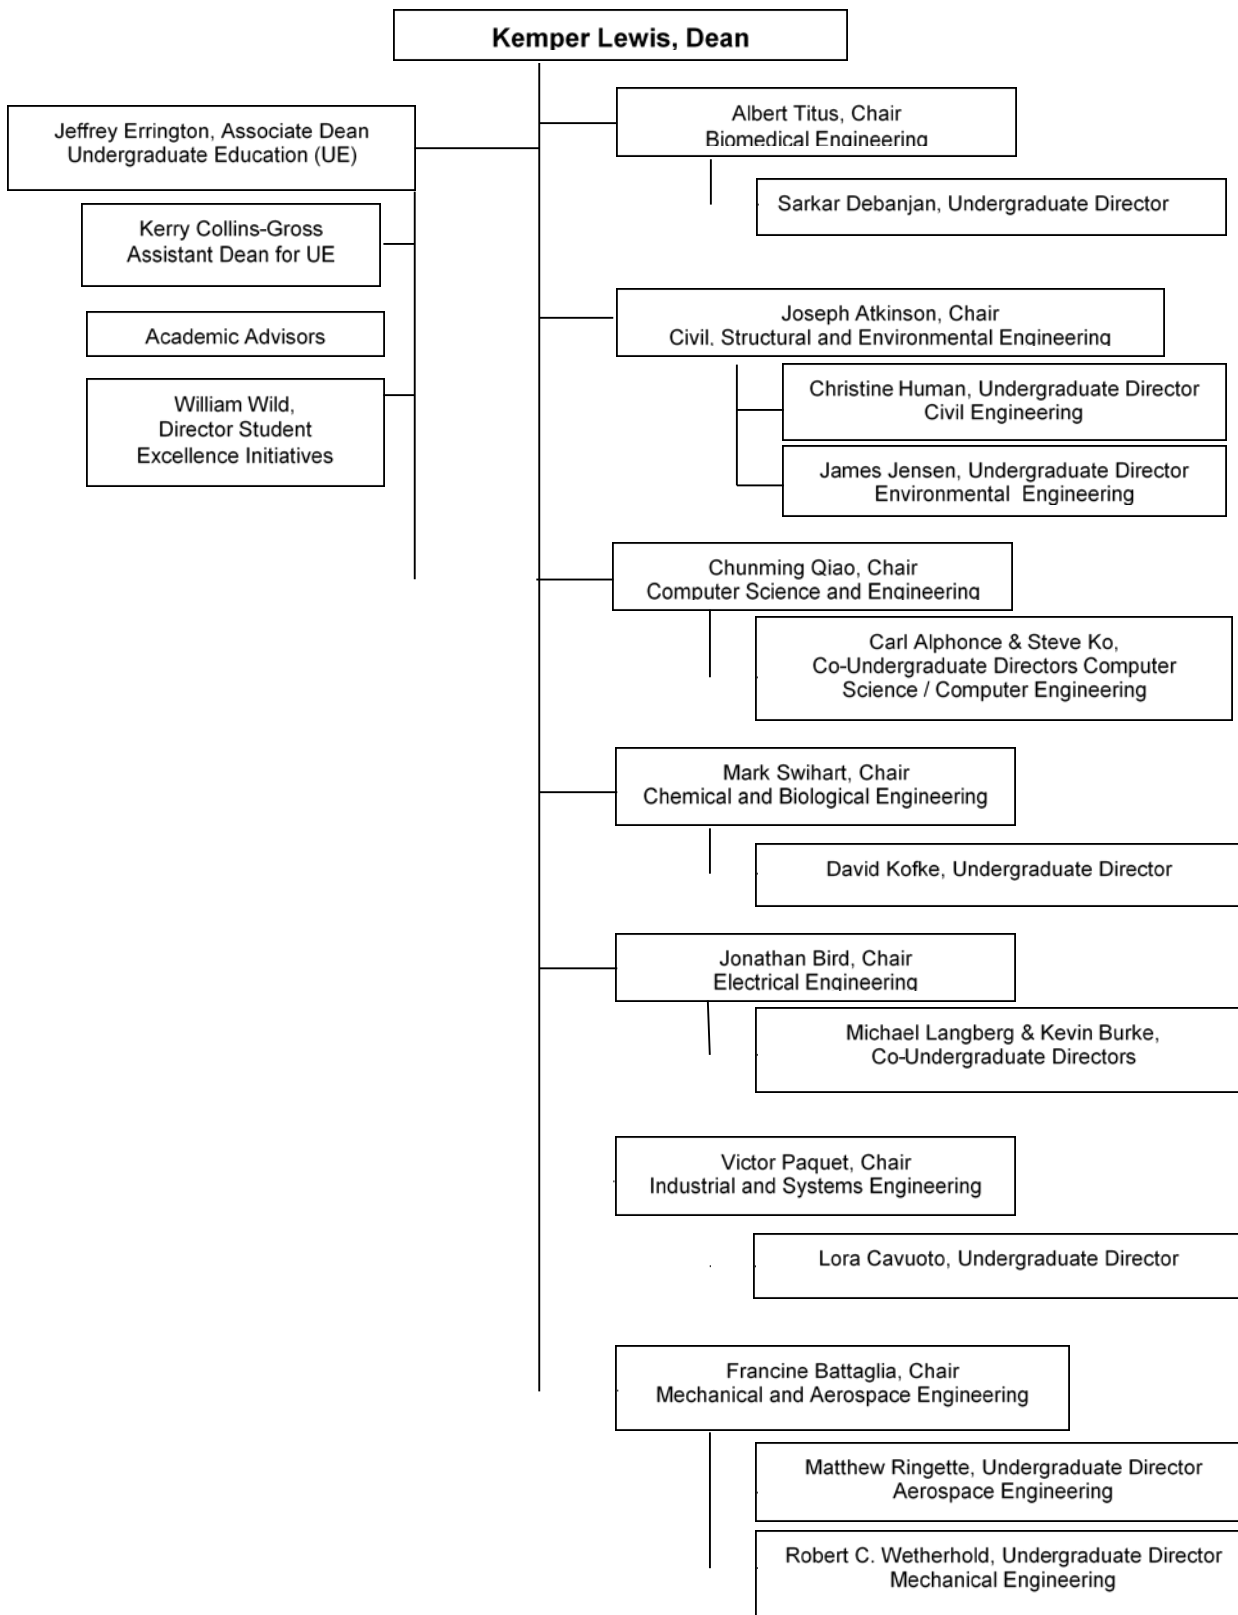 Kemper Lewis, Dean
Jeffrey Errington, Associate Dean
Undergraduate Education (UE)
Kerry Collins-Gross
Assistant Dean for UE
Academic Advisors
William Wild,
Director Student
Excellence Initiatives
Albert Titus, Chair
Biomedical Engineering
Sarkar Debanjan, Undergraduate Director
Joseph Atkinson, Chair
Civil, Structural and Environmental Engineering
Christine Human, Undergraduate Director
Civil Engineering
James Jensen, Undergraduate Director
Environmental Engineering
Chunming Qiao, Chair
Computer Science and Engineering
Carl Alphonce & Steve Ko,
Co-Undergraduate Directors Computer
Science / Computer Engineering
Mark Swihart, Chair
Chemical and Biological Engineering
David Kofke, Undergraduate Director
Jonathan Bird, Chair
Electrical Engineering
Michael Langberg & Kevin Burke,
Co-Undergraduate Directors
Victor Paquet, Chair
Industrial and Systems Engineering
Lora Cavuoto, Undergraduate Director
Francine Battaglia, Chair
Mechanical and Aerospace Engineering
Matthew Ringette, Undergraduate Director
Aerospace Engineering
Robert C. Wetherhold, Undergraduate Director
Mechanical Engineering